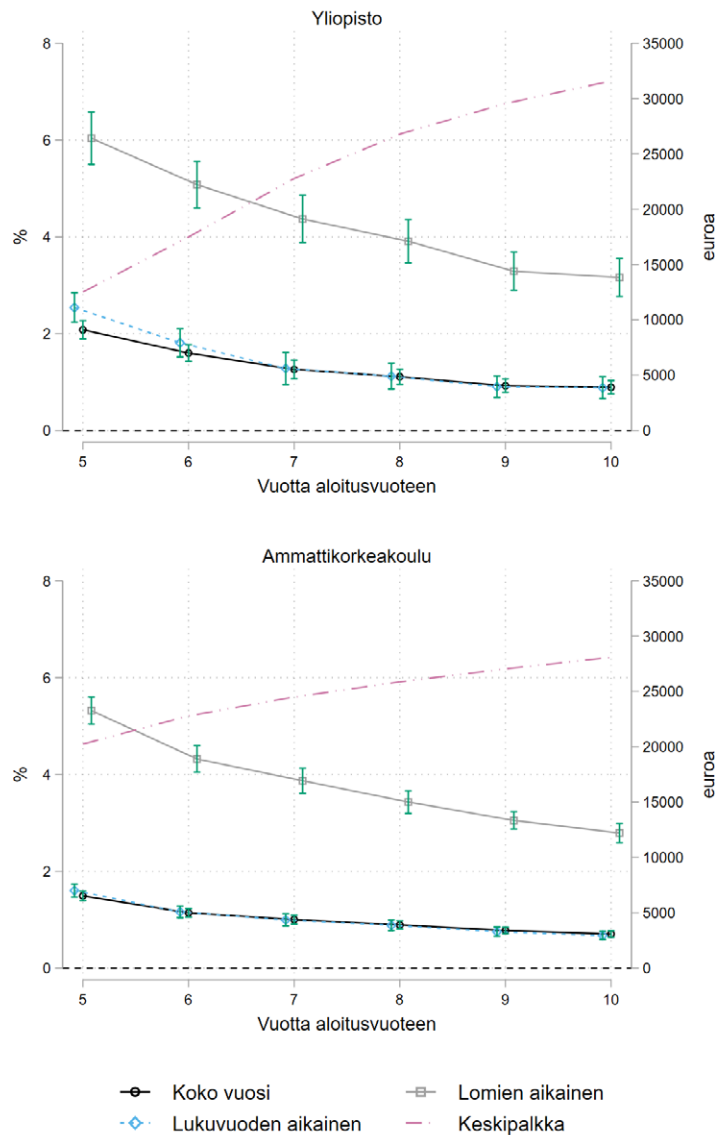 Yliopisto
8
6
4
2
0
%
35000
30000
25000
20000
15000
10000
5000
0
euroa
5 6 7 8 9 10
Vuotta aloitusvuoteen
Ammattikorkeakoulu
8
6
4
2
0
%
35000
30000
25000
20000
15000
10000
5000
0
euroa
5 6 7 8 9 10
Vuotta aloitusvuoteen
Koko vuosi
Lomien aikainen
Lukuvuoden aikainen
Keskipalkka